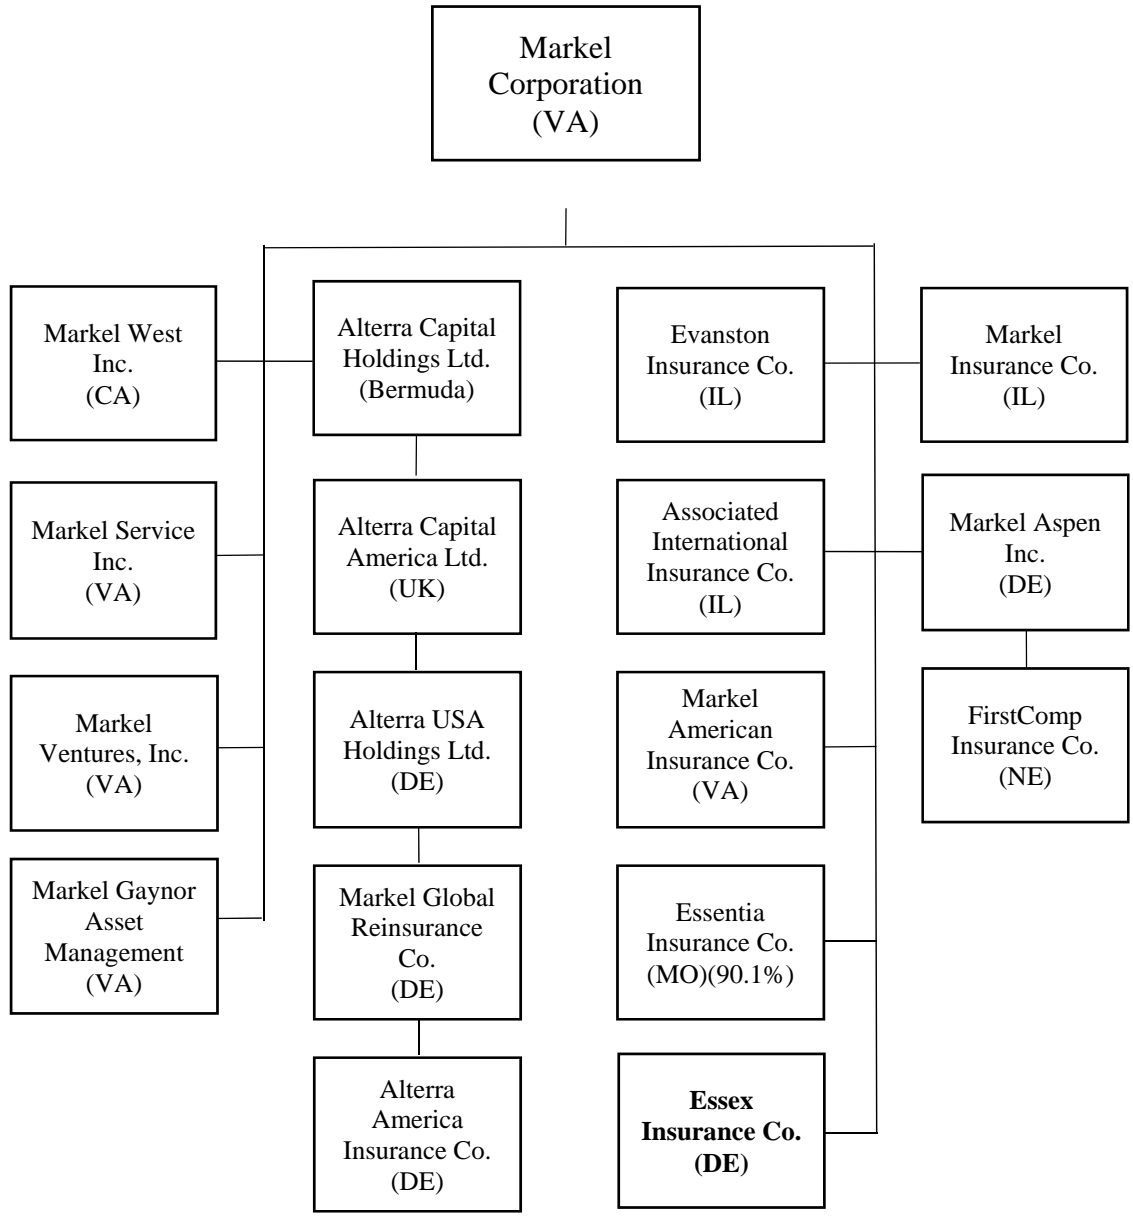 Markel
Corporation
(VA)
Markel West
Inc.
(CA)
Alterra Capital
Holdings Ltd.
(Bermuda)
Evanston
Insurance Co.
(IL)
Markel
Insurance Co.
(IL)
Markel Service
Inc.
(VA)
Alterra Capital
America Ltd.
(UK)
Associated
International
Insurance Co.
(IL)
Markel Aspen
Inc.
(DE)
Markel
Ventures, Inc.
(VA)
Alterra USA
Holdings Ltd.
(DE)
Markel
American
Insurance Co.
(VA)
FirstComp
Insurance Co.
(NE)
Markel Gaynor
Asset
Management
(VA)
Markel Global
Reinsurance
Co.
(DE)
Essentia
Insurance Co.
(MO)(90.1%)
Alterra
America
Insurance Co.
(DE)
Essex
Insurance Co.
(DE)